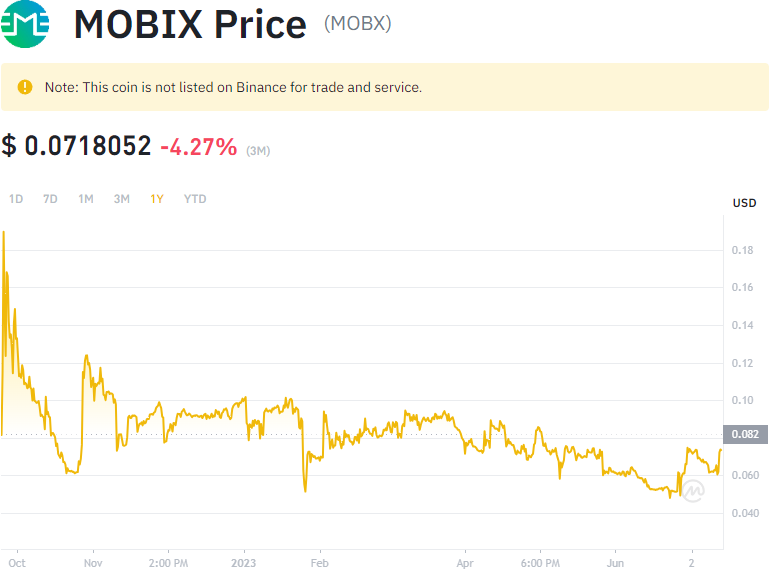 MOBIX Price (MOBX)
Note: This coin is not listed on Binance for trade and service.
$ 0.0718052 -4.27% (3M)
1D 7D 1M 3M 1Y YTD
USD
0.18
0.16
0.14
0.12
0.10
0.082
0.060
0.040
Oct Nov 2:00 PM 2023 Feb Apr 6:00 PM Jun 2